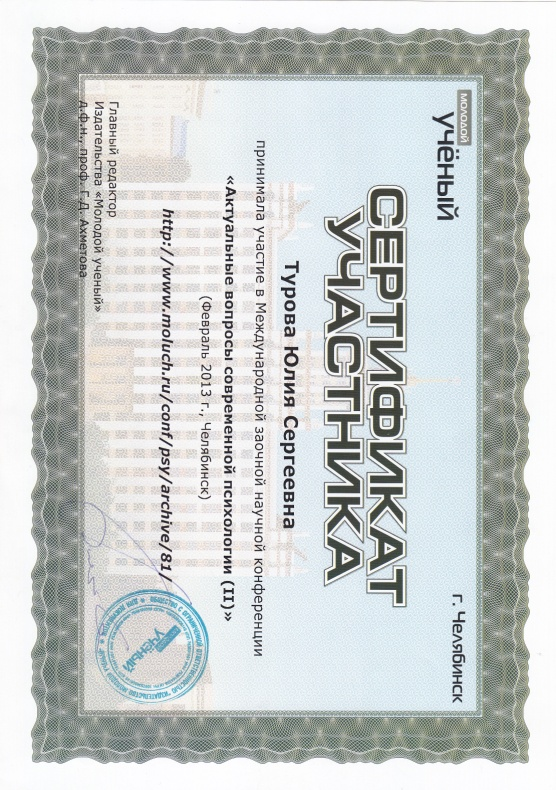 молодой
учёный
г. Челябинск
СЕРТИФИКАТ
УЧАСТНИКА
Турова Юлия Сергеевна
принимала участие в Международной заочной научной конференции
«Актуальные вопросы современной психологии (II)»
(Февраль 2013 г., Челябинск)
http://www.moluch.ru/conf/psy/archive/81/
Главный редактор
Издательства «Молодой ученый»
д.ф.н., проф. Г.Д. Ахметова
учёный